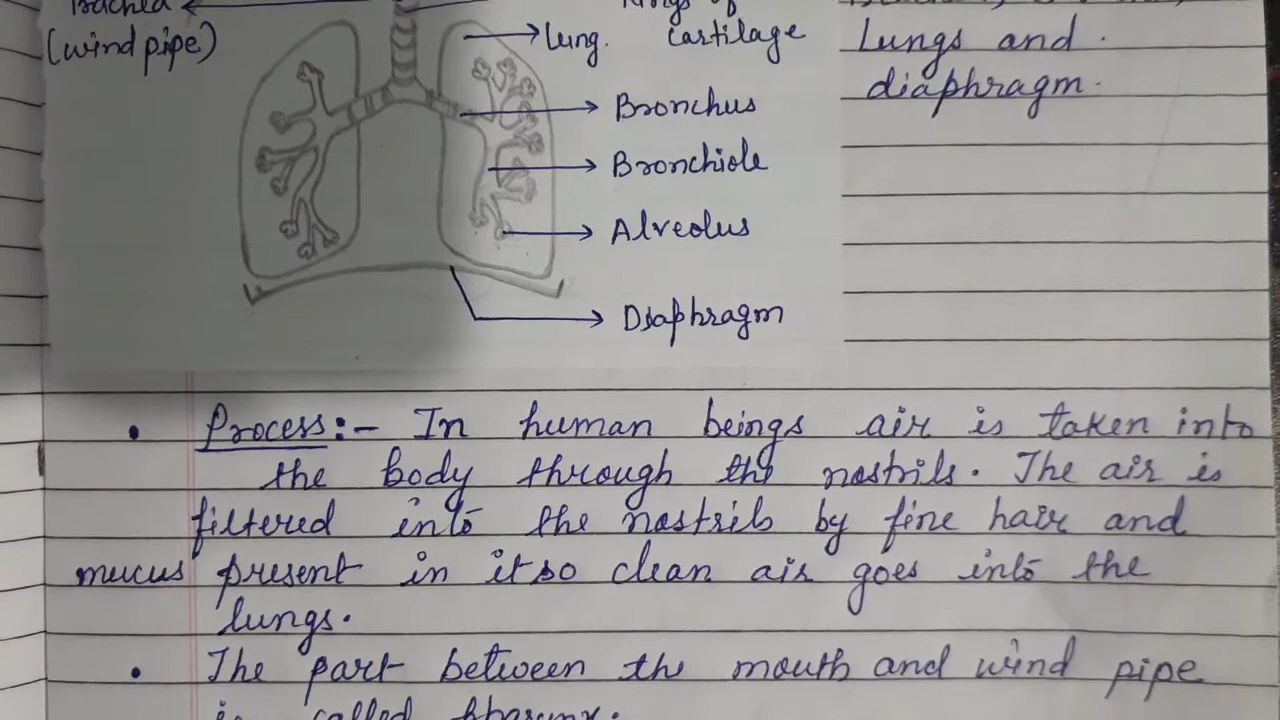 (wind pipe)
Lung. cartilage
Lungs and
diaphragm.
Bronchus
Bronchiole
Alveolus
Diaphragm
• Process:- In human beings air is taken into
the body through the nostrils. The air is
filtered into the nostrils by fine hair and
mucus present in it so clean air goes into the
lungs.
• The part between the mouth and wind pipe
is called